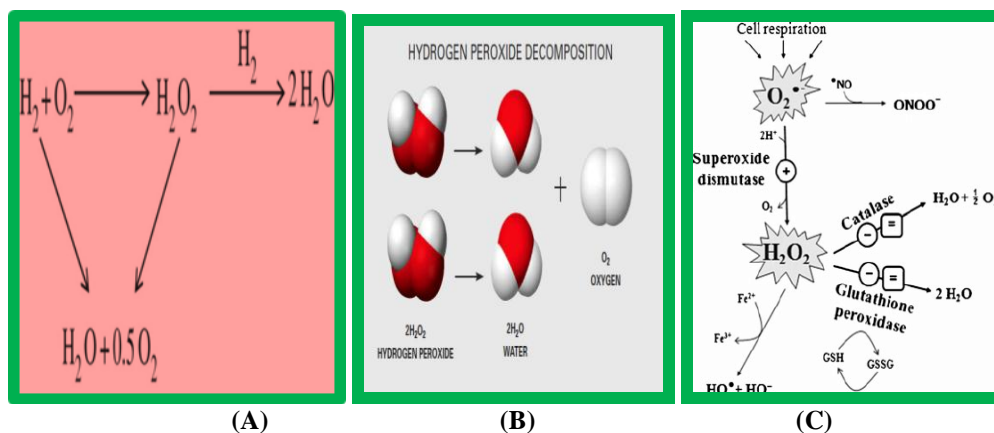 H₂+O₂
H₂O₂
H₂
2H₂O
H₂O+0.5O₂
(A)
HYDROGEN PEROXIDE DECOMPOSITION
+
O₂
OXYGEN
2H₂O₂
HYDROGEN PEROXIDE
2H₂O
WATER
(B)
Cell respiration
O₂•⁻
•NO
ONOO⁻
2H⁺
Superoxide
dismutase
+
O₂
H₂O₂
Catalase
− =
H₂O + ½ O
Glutathione
peroxidase
− =
2 H₂O
Fe²⁺
Fe³⁺
GSH
GSSG
HO• + HO⁻
(C)